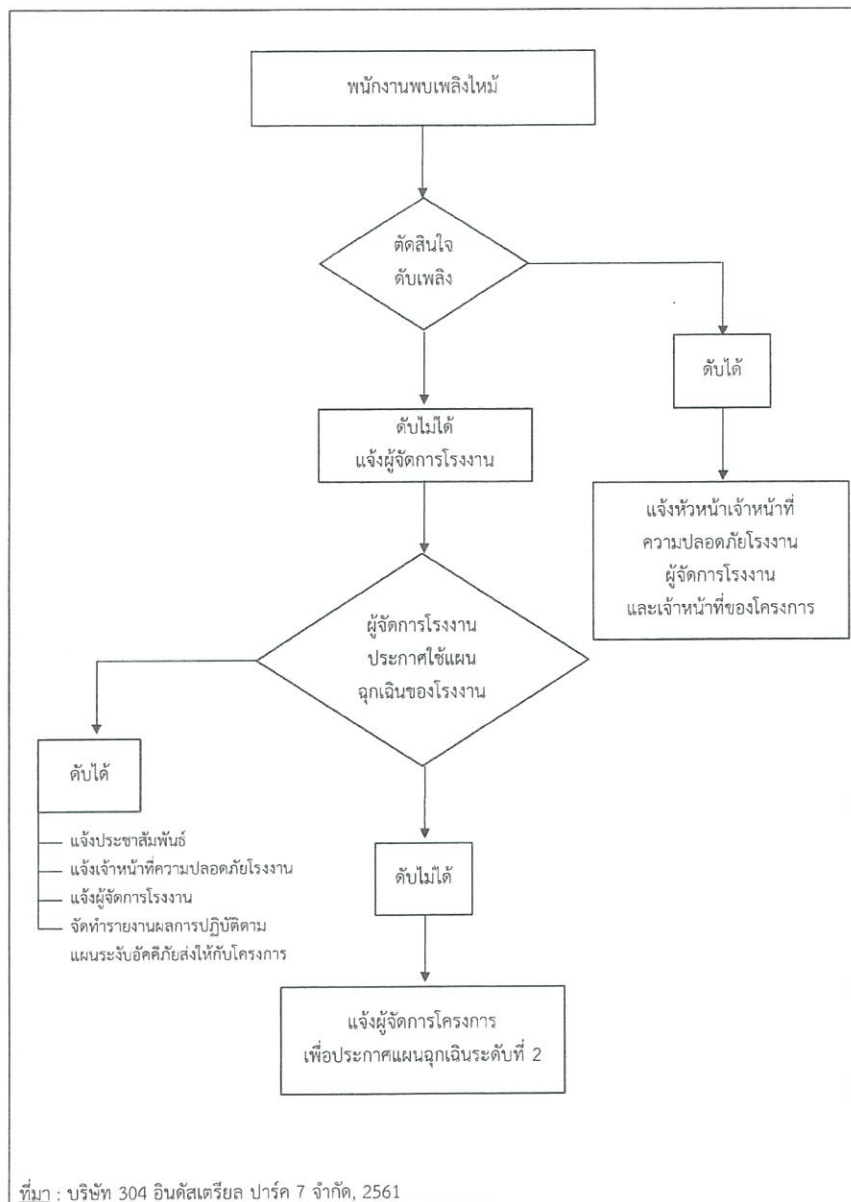 พนักงานพบเพลิงไหม้
ตัดสินใจ
ดับเพลิง
ดับได้
ดับไม่ได้
แจ้งผู้จัดการโรงงาน
แจ้งหัวหน้าเจ้าหน้าที่
ความปลอดภัยโรงงาน
ผู้จัดการโรงงาน
และเจ้าหน้าที่ของโครงการ
ผู้จัดการโรงงาน
ประกาศใช้แผน
ฉุกเฉินของโรงงาน
ดับได้
แจ้งประชาสัมพันธ์
แจ้งเจ้าหน้าที่ความปลอดภัยโรงงาน
แจ้งผู้จัดการโรงงาน
จัดทำรายงานผลการปฏิบัติตาม
แผนระงับอัคคีภัยส่งให้กับโครงการ
ดับไม่ได้
แจ้งผู้จัดการโครงการ
เพื่อประกาศแผนฉุกเฉินระดับที่ 2
ที่มา : บริษัท 304 อินดัสเตรียล ปาร์ค 7 จำกัด, 2561